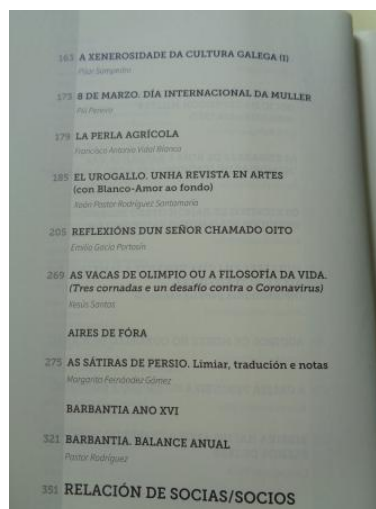 163 A XENEROSIDADE DA CULTURA GALEGA (I)
Pilar Sampedro
173 8 DE MARZO. DÍA INTERNACIONAL DA MULLER
Pii Pereiro
179 LA PERLA AGRÍCOLA
Francisco Antonio Vidal Blanco
185 EL UROGALLO. UNHA REVISTA EN ARTES
(con Blanco-Amor ao fondo)
Xoán Pastor Rodríguez Santamaría
205 REFLEXIÓNS DUN SEÑOR CHAMADO OITO
Emilio Gacía Portasín
269 AS VACAS DE OLIMPIO OU A FILOSOFÍA DA VIDA.
(Tres cornadas e un desafío contra o Coronavirus)
Xesús Santos
AIRES DE FÓRA
275 AS SÁTIRAS DE PERSIO. Limiar, tradución e notas
Margarita Fernández Gómez
BARBANTIA ANO XVI
321 BARBANTIA. BALANCE ANUAL
Pastor Rodríguez
351 RELACIÓN DE SOCIAS/SOCIOS